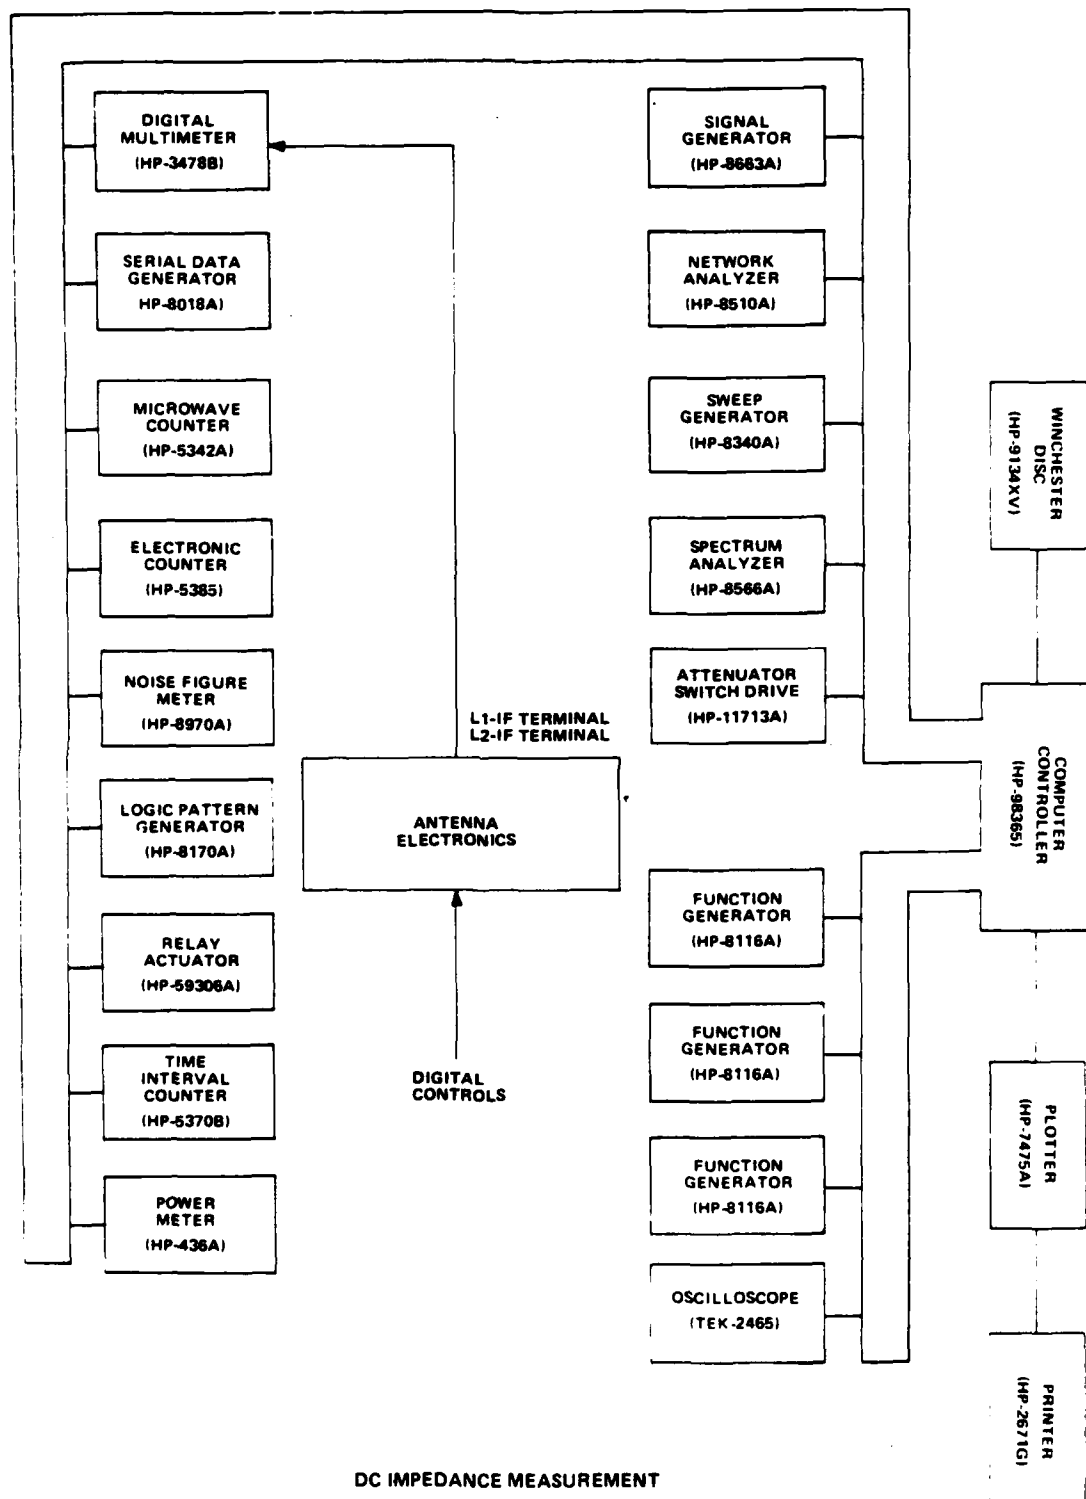 DIGITAL
MULTIMETER
(HP-3478B)
SERIAL DATA
GENERATOR
HP-8018A)
MICROWAVE
COUNTER
(HP-5342A)
ELECTRONIC
COUNTER
(HP-5385)
NOISE FIGURE
METER
(HP-8970A)
LOGIC PATTERN
GENERATOR
(HP-8170A)
RELAY
ACTUATOR
(HP-59306A)
TIME
INTERVAL
COUNTER
(HP-5370B)
POWER
METER
(HP-436A)
L1-IF TERMINAL
L2-IF TERMINAL
ANTENNA
ELECTRONICS
DIGITAL
CONTROLS
SIGNAL
GENERATOR
(HP-8663A)
NETWORK
ANALYZER
(HP-8510A)
SWEEP
GENERATOR
(HP-8340A)
SPECTRUM
ANALYZER
(HP-8566A)
ATTENUATOR
SWITCH DRIVE
(HP-11713A)
FUNCTION
GENERATOR
(HP-8116A)
FUNCTION
GENERATOR
(HP-8116A)
FUNCTION
GENERATOR
(HP-8116A)
OSCILLOSCOPE
(TEK-2465)
WINCHESTER
DISC
(HP-9134XV)
COMPUTER
CONTROLLER
(HP-98365)
PLOTTER
(HP-7475A)
PRINTER
(HP-2671G)
DC IMPEDANCE MEASUREMENT